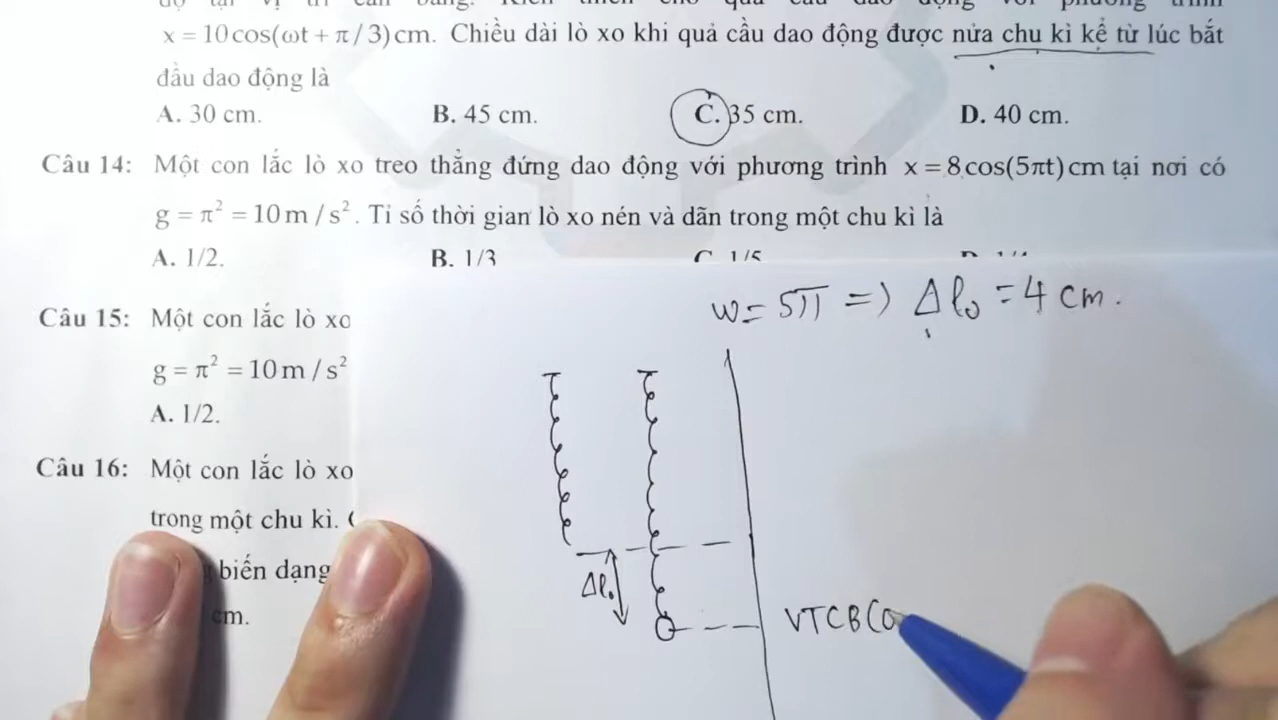 x = 10cos(ωt + π / 3) cm. Chiều dài lò xo khi quả cầu dao động được nửa chu kì kể từ lúc bắt
đầu dao động là
A. 30 cm. B. 45 cm. C. 35 cm. D. 40 cm.
Câu 14: Một con lắc lò xo treo thẳng đứng dao động với phương trình x = 8cos(5πt) cm tại nơi có
g = π² = 10 m / s². Tỉ số thời gian lò xo nén và dãn trong một chu kì là
A. 1/2. B. 1/3 C. 1/5
ω = 5π => Δl₀ = 4 cm.
Câu 15: Một con lắc lò xo
g = π² = 10 m / s²
A. 1/2.
Câu 16: Một con lắc lò xo
trong một chu kì.
biến dạng
Δl₀
cm.
VTCB (O